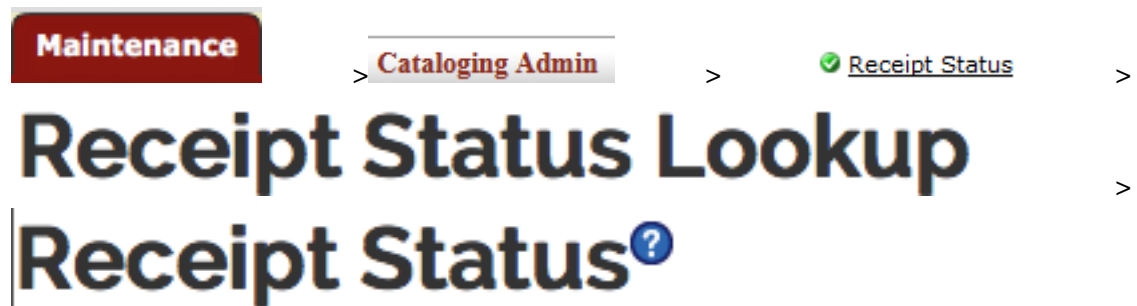 Maintenance > Cataloging Admin > Receipt Status >
Receipt Status Lookup >
Receipt Status?